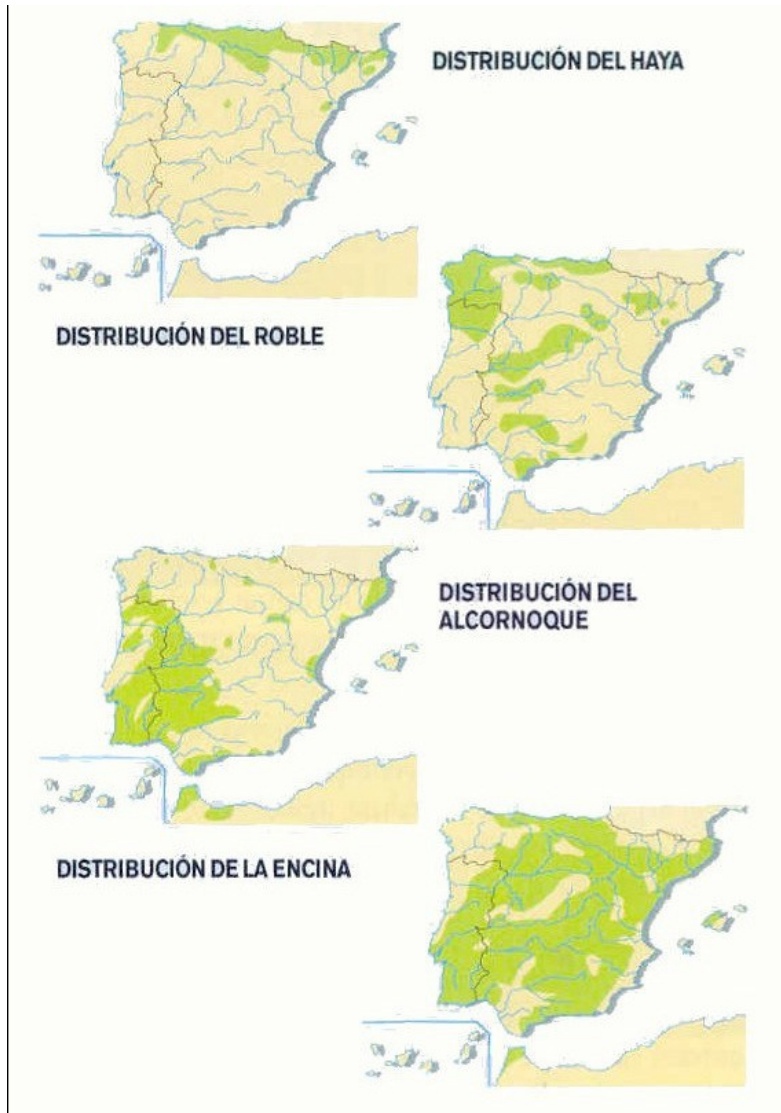 DISTRIBUCIÓN DEL HAYA
DISTRIBUCIÓN DEL ROBLE
DISTRIBUCIÓN DEL
ALCORNOQUE
DISTRIBUCIÓN DE LA ENCINA